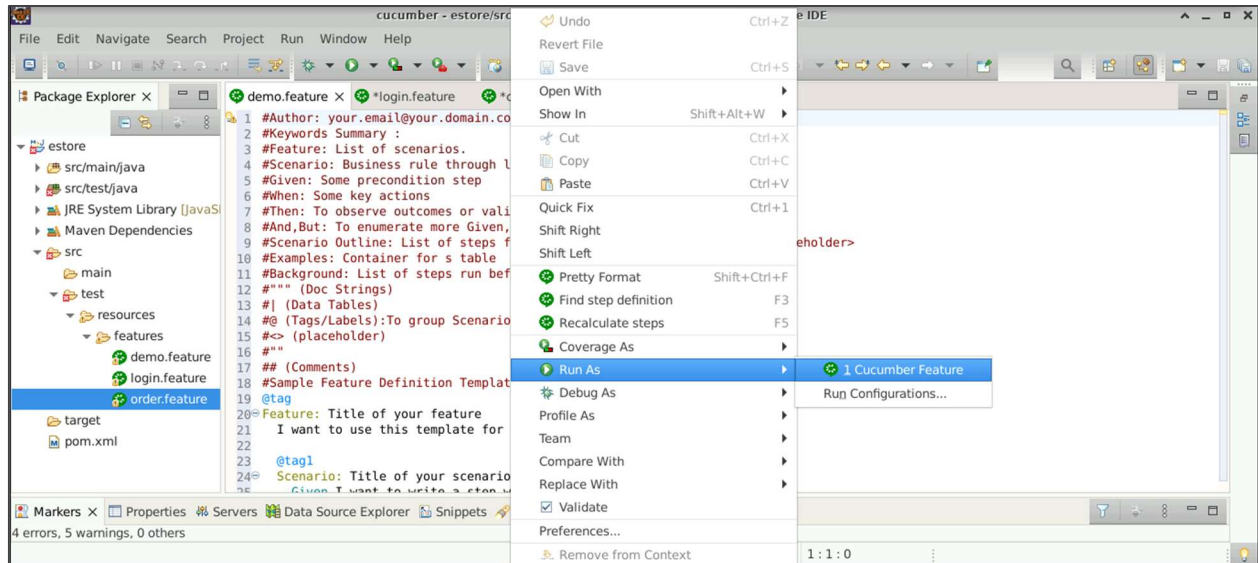 cucumber - estore/src
e IDE
File Edit Navigate Search Project Run Window Help
Package Explorer
estore
src/main/java
src/test/java
JRE System Library [JavaS
Maven Dependencies
src
main
test
resources
features
demo.feature
login.feature
order.feature
target
pom.xml
demo.feature *login.feature
1 #Author: your.email@your.domain.co
2 #Keywords Summary :
3 #Feature: List of scenarios.
4 #Scenario: Business rule through l
5 #Given: Some precondition step
6 #When: Some key actions
7 #Then: To observe outcomes or vali
8 #And,But: To enumerate more Given,
9 #Scenario Outline: List of steps f
eholder>
10 #Examples: Container for s table
11 #Background: List of steps run bef
12 #""" (Doc Strings)
13 #| (Data Tables)
14 #@ (Tags/Labels):To group Scenario
15 #<> (placeholder)
16 #""
17 ## (Comments)
18 #Sample Feature Definition Templat
19 @tag
20 Feature: Title of your feature
21 I want to use this template for
22
23 @tag1
24 Scenario: Title of your scenario
25 Given I want to write a step w
Undo Ctrl+Z
Revert File
Save Ctrl+S
Open With
Show In Shift+Alt+W
Cut Ctrl+X
Copy Ctrl+C
Paste Ctrl+V
Quick Fix Ctrl+1
Shift Right
Shift Left
Pretty Format Shift+Ctrl+F
Find step definition F3
Recalculate steps F5
Coverage As
Run As
Debug As
Profile As
Team
Compare With
Replace With
Validate
Preferences...
Remove from Context
1 Cucumber Feature
Run Configurations...
Markers Properties Servers Data Source Explorer Snippets
4 errors, 5 warnings, 0 others
1 : 1 : 0